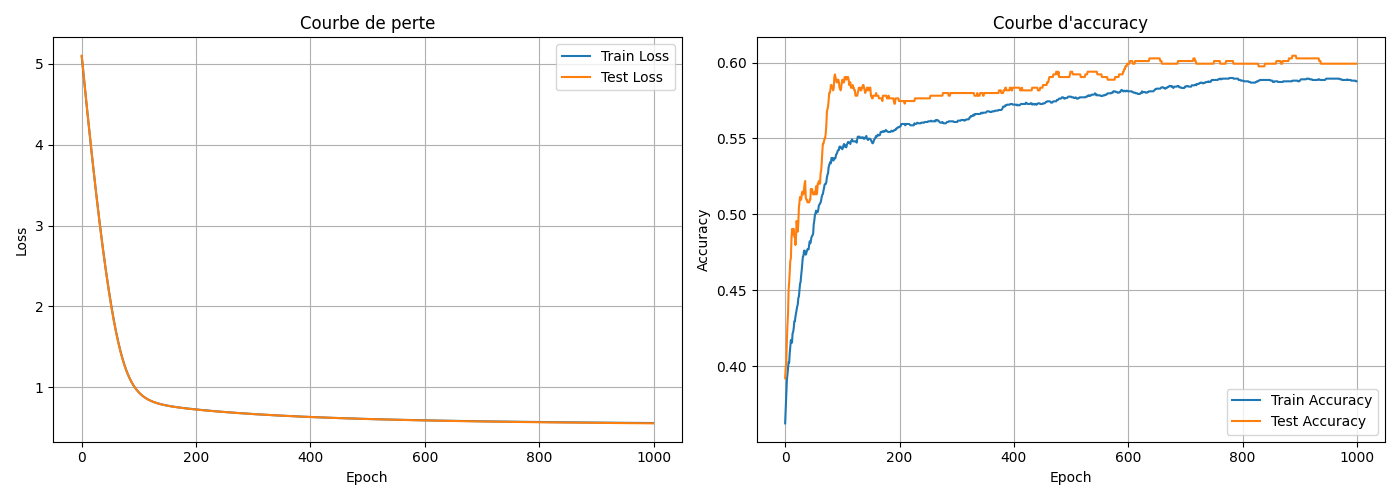 Courbe de perte
Loss
5
4
3
2
1
Train Loss
Test Loss
0
200
400
600
800
1000
Epoch
Courbe d'accuracy
Accuracy
0.60
0.55
0.50
0.45
0.40
Train Accuracy
Test Accuracy
0
200
400
600
800
1000
Epoch